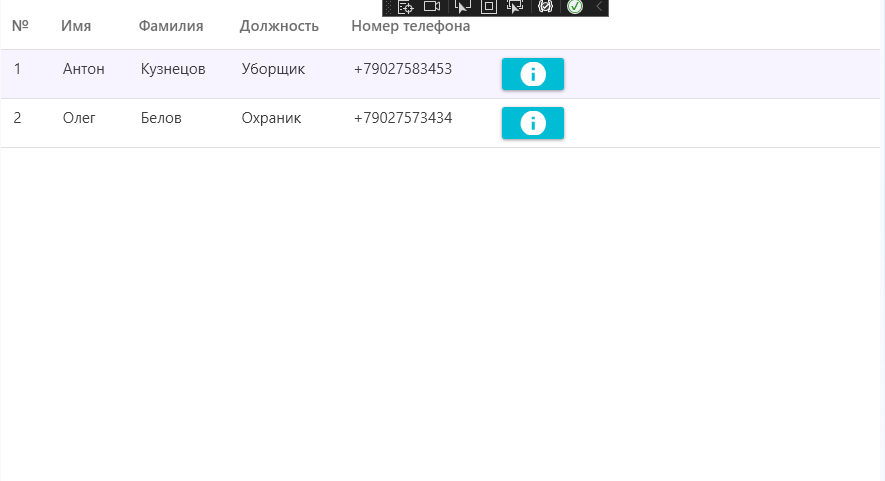 № Имя Фамилия Должность Номер телефона
1 Антон Кузнецов Уборщик +79027583453
2 Олег Белов Охраник +79027573434